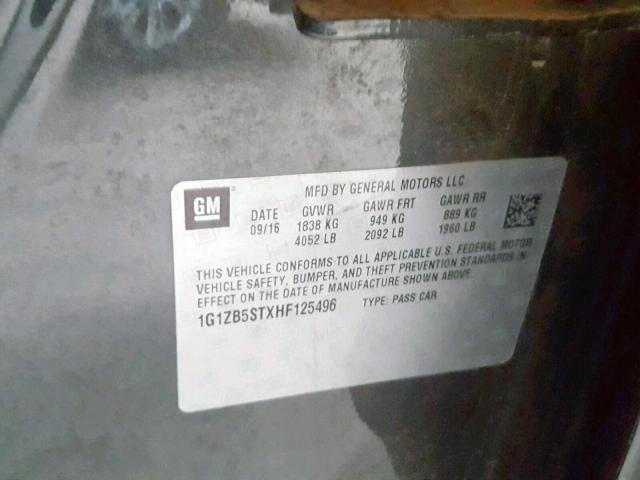 GM
MFD BY GENERAL MOTORS LLC
DATE GVWR GAWR FRT GAWR RR
09/16 1838 KG 949 KG 889 KG
4052 LB 2092 LB 1960 LB
THIS VEHICLE CONFORMS TO ALL APPLICABLE U.S. FEDERAL MOTOR
VEHICLE SAFETY, BUMPER, AND THEFT PREVENTION STANDARDS IN
EFFECT ON THE DATE OF MANUFACTURE SHOWN ABOVE.
1G1ZB5STXHF125496 TYPE: PASS CAR